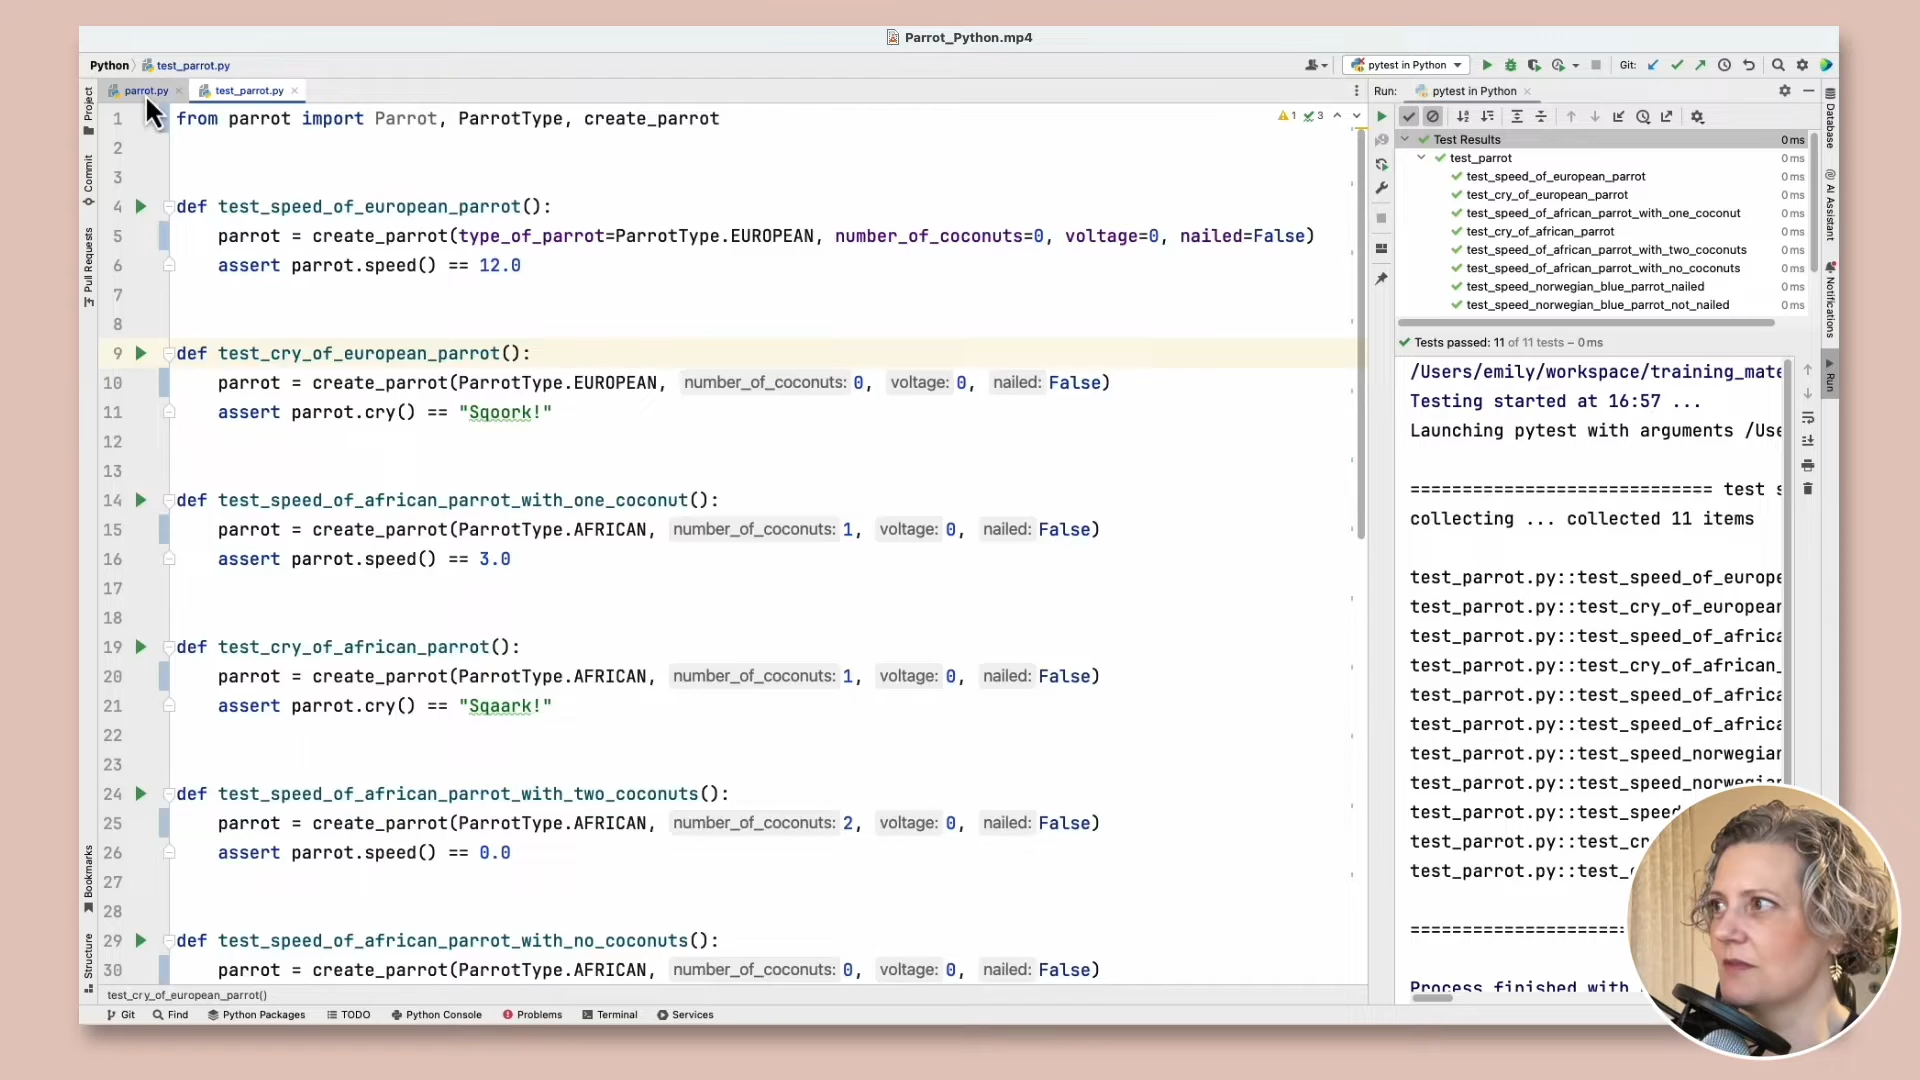 Parrot_Python.mp4
Python test_parrot.py
pytest in Python
Git:
parrot.py
test_parrot.py
Run: pytest in Python
Project
Commit
Pull Requests
Bookmarks
Structure
1 from parrot import Parrot, ParrotType, create_parrot
1 3
2
3
4 def test_speed_of_european_parrot():
5 parrot = create_parrot(type_of_parrot=ParrotType.EUROPEAN, number_of_coconuts=0, voltage=0, nailed=False)
6 assert parrot.speed() == 12.0
7
8
9 def test_cry_of_european_parrot():
10 parrot = create_parrot(ParrotType.EUROPEAN, number_of_coconuts: 0, voltage: 0, nailed: False)
11 assert parrot.cry() == "Sqoork!"
12
13
14 def test_speed_of_african_parrot_with_one_coconut():
15 parrot = create_parrot(ParrotType.AFRICAN, number_of_coconuts: 1, voltage: 0, nailed: False)
16 assert parrot.speed() == 3.0
17
18
19 def test_cry_of_african_parrot():
20 parrot = create_parrot(ParrotType.AFRICAN, number_of_coconuts: 1, voltage: 0, nailed: False)
21 assert parrot.cry() == "Sqaark!"
22
23
24 def test_speed_of_african_parrot_with_two_coconuts():
25 parrot = create_parrot(ParrotType.AFRICAN, number_of_coconuts: 2, voltage: 0, nailed: False)
26 assert parrot.speed() == 0.0
27
28
29 def test_speed_of_african_parrot_with_no_coconuts():
30 parrot = create_parrot(ParrotType.AFRICAN, number_of_coconuts: 0, voltage: 0, nailed: False)
test_cry_of_european_parrot()
Test Results 0 ms
test_parrot 0 ms
test_speed_of_european_parrot 0 ms
test_cry_of_european_parrot 0 ms
test_speed_of_african_parrot_with_one_coconut 0 ms
test_cry_of_african_parrot 0 ms
test_speed_of_african_parrot_with_two_coconuts 0 ms
test_speed_of_african_parrot_with_no_coconuts 0 ms
test_speed_norwegian_blue_parrot_nailed 0 ms
test_speed_norwegian_blue_parrot_not_nailed 0 ms
Tests passed: 11 of 11 tests – 0 ms
/Users/emily/workspace/training_mate
Testing started at 16:57 ...
Launching pytest with arguments /Use
============================= test s
collecting ... collected 11 items
test_parrot.py::test_speed_of_europe
test_parrot.py::test_cry_of_european
test_parrot.py::test_speed_of_africa
test_parrot.py::test_cry_of_african_
test_parrot.py::test_speed_of_africa
test_parrot.py::test_speed_of_africa
test_parrot.py::test_speed_norwegian
test_parrot.py::test_speed_norwegian
test_parrot.py::test_speed
test_parrot.py::test_cr
test_parrot.py::test_
=====================
Process finished with
Database
AI Assistant
Notifications
Run
Git Find Python Packages TODO Python Console Problems Terminal Services